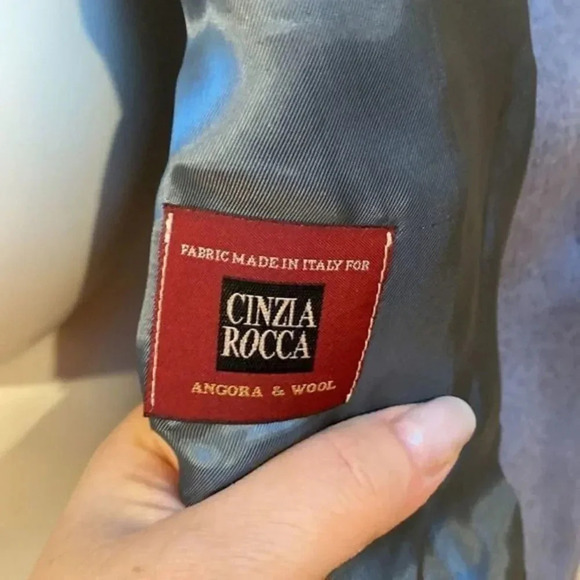 FABRIC MADE IN ITALY FOR
CINZIA
ROCCA
ANGORA & WOOL